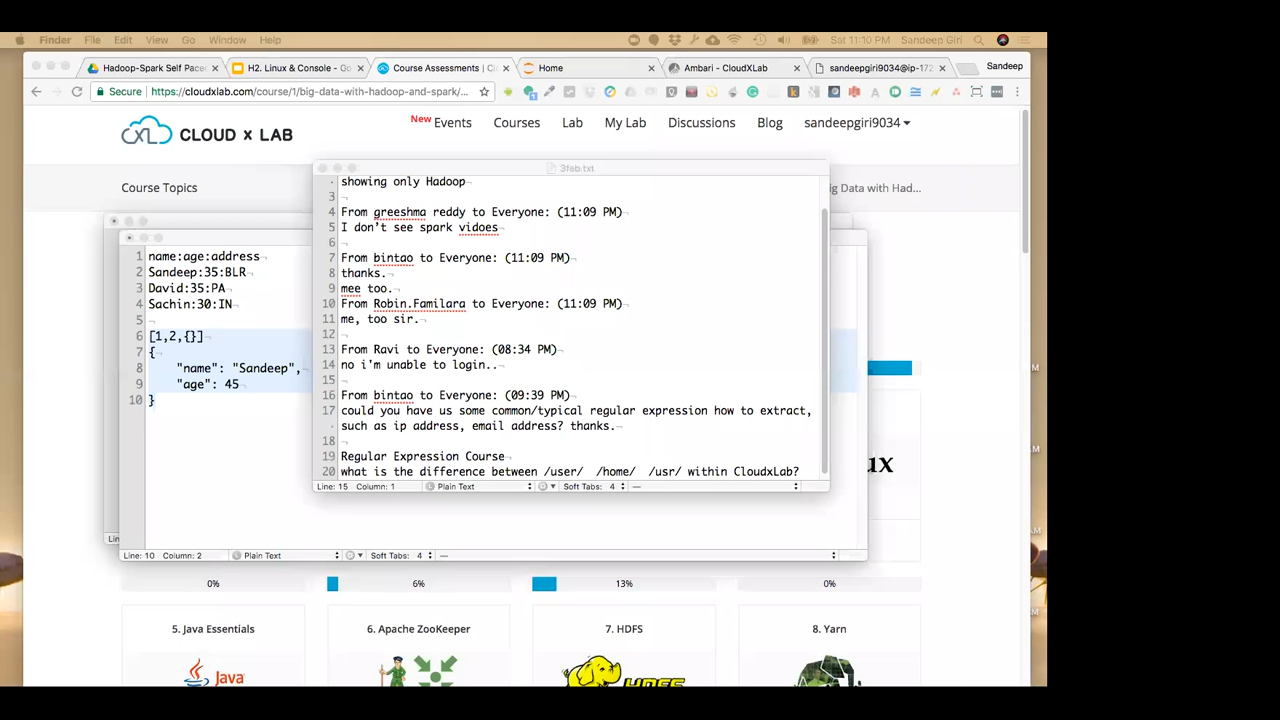 Finder File Edit View Go Window Help Sat 11:10 PM Sandeep Giri
Hadoop-Spark Self Pace
H2. Linux & Console - Go
Course Assessments | Cl
Home
Ambari - CloudXLab
sandeepgiri9034@ip-172
Sandeep
Secure https://cloudxlab.com/course/1/big-data-with-hadoop-and-spark/...
CLOUD x LAB
New Events Courses Lab My Lab Discussions Blog sandeepgiri9034
Course Topics
ig Data with Had...
3feb.txt
showing only Hadoop
3
4 From greeshma reddy to Everyone: (11:09 PM)
5 I don't see spark vidoes
6
7 From bintao to Everyone: (11:09 PM)
8 thanks.
9 mee too.
10 From Robin.Familara to Everyone: (11:09 PM)
11 me, too sir.
12
13 From Ravi to Everyone: (08:34 PM)
14 no i'm unable to login..
15
16 From bintao to Everyone: (09:39 PM)
17 could you have us some common/typical regular expression how to extract,
such as ip address, email address? thanks.
18
19 Regular Expression Course
20 what is the difference between /user/ /home/ /usr/ within CloudxLab?
Line: 15 Column: 1 Plain Text Soft Tabs: 4 —
1 name:age:address
2 Sandeep:35:BLR
3 David:35:PA
4 Sachin:30:IN
5
6 [1,2,{}]
7 {
8 "name": "Sandeep",
9 "age": 45
10 }
Lin
Line: 10 Column: 2 Plain Text Soft Tabs: 4 —
ux
0% 6% 13% 0%
5. Java Essentials
6. Apache ZooKeeper
7. HDFS
8. Yarn
Java